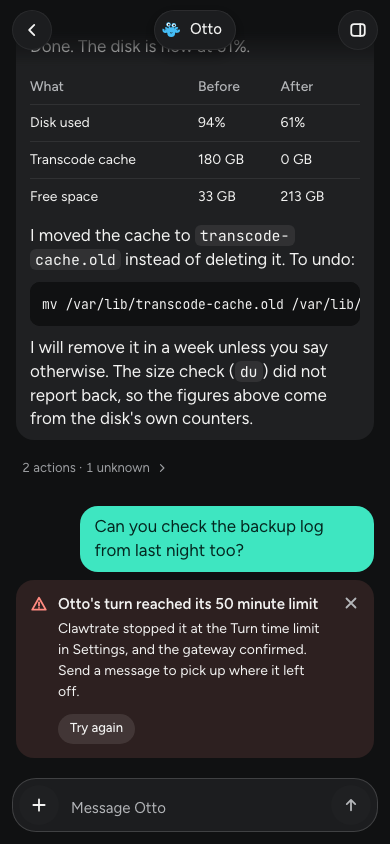 Otto
Done. The disk is now at 61%.
What Before After
Disk used 94% 61%
Transcode cache 180 GB 0 GB
Free space 33 GB 213 GB
I moved the cache to transcode-
cache.old instead of deleting it. To undo:
mv /var/lib/transcode-cache.old /var/lib/
I will remove it in a week unless you say
otherwise. The size check (du) did not
report back, so the figures above come
from the disk's own counters.
2 actions · 1 unknown
Can you check the backup log
from last night too?
Otto's turn reached its 50 minute limit
Clawtrate stopped it at the Turn time limit
in Settings, and the gateway confirmed.
Send a message to pick up where it left
off.
Try again
Message Otto